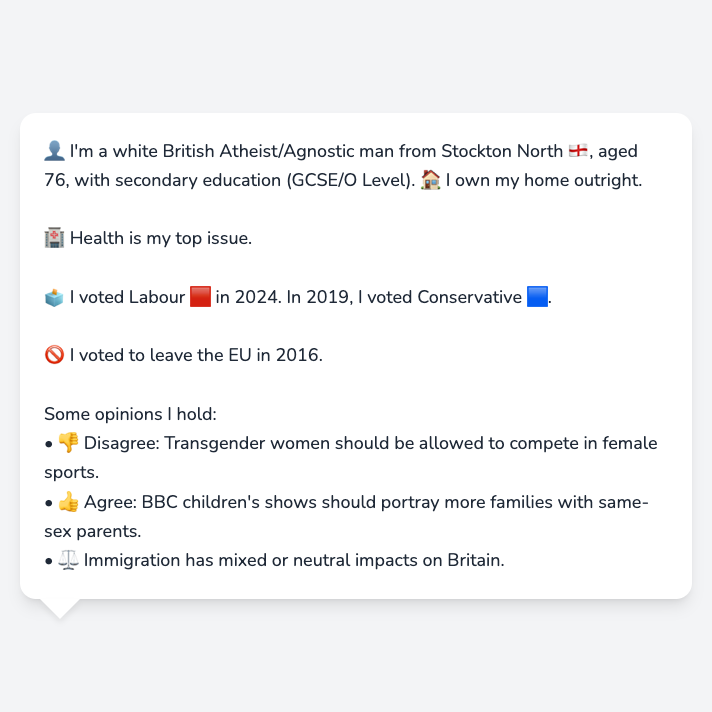 👤 I'm a white British Atheist/Agnostic man from Stockton North 🏴󠁧󠁢󠁥󠁮󠁧󠁿, aged
76, with secondary education (GCSE/O Level). 🏠 I own my home outright.
🏥 Health is my top issue.
🗳️ I voted Labour 🟥 in 2024. In 2019, I voted Conservative 🟦.
🚫 I voted to leave the EU in 2016.
Some opinions I hold:
• 👎 Disagree: Transgender women should be allowed to compete in female
sports.
• 👍 Agree: BBC children's shows should portray more families with same-
sex parents.
• ⚖️ Immigration has mixed or neutral impacts on Britain.